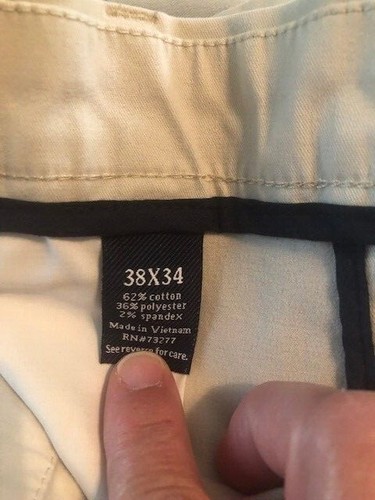 38X34
62% cotton
36% polyester
2% spandex
Made in Vietnam
RN#73277
See reverse for care.